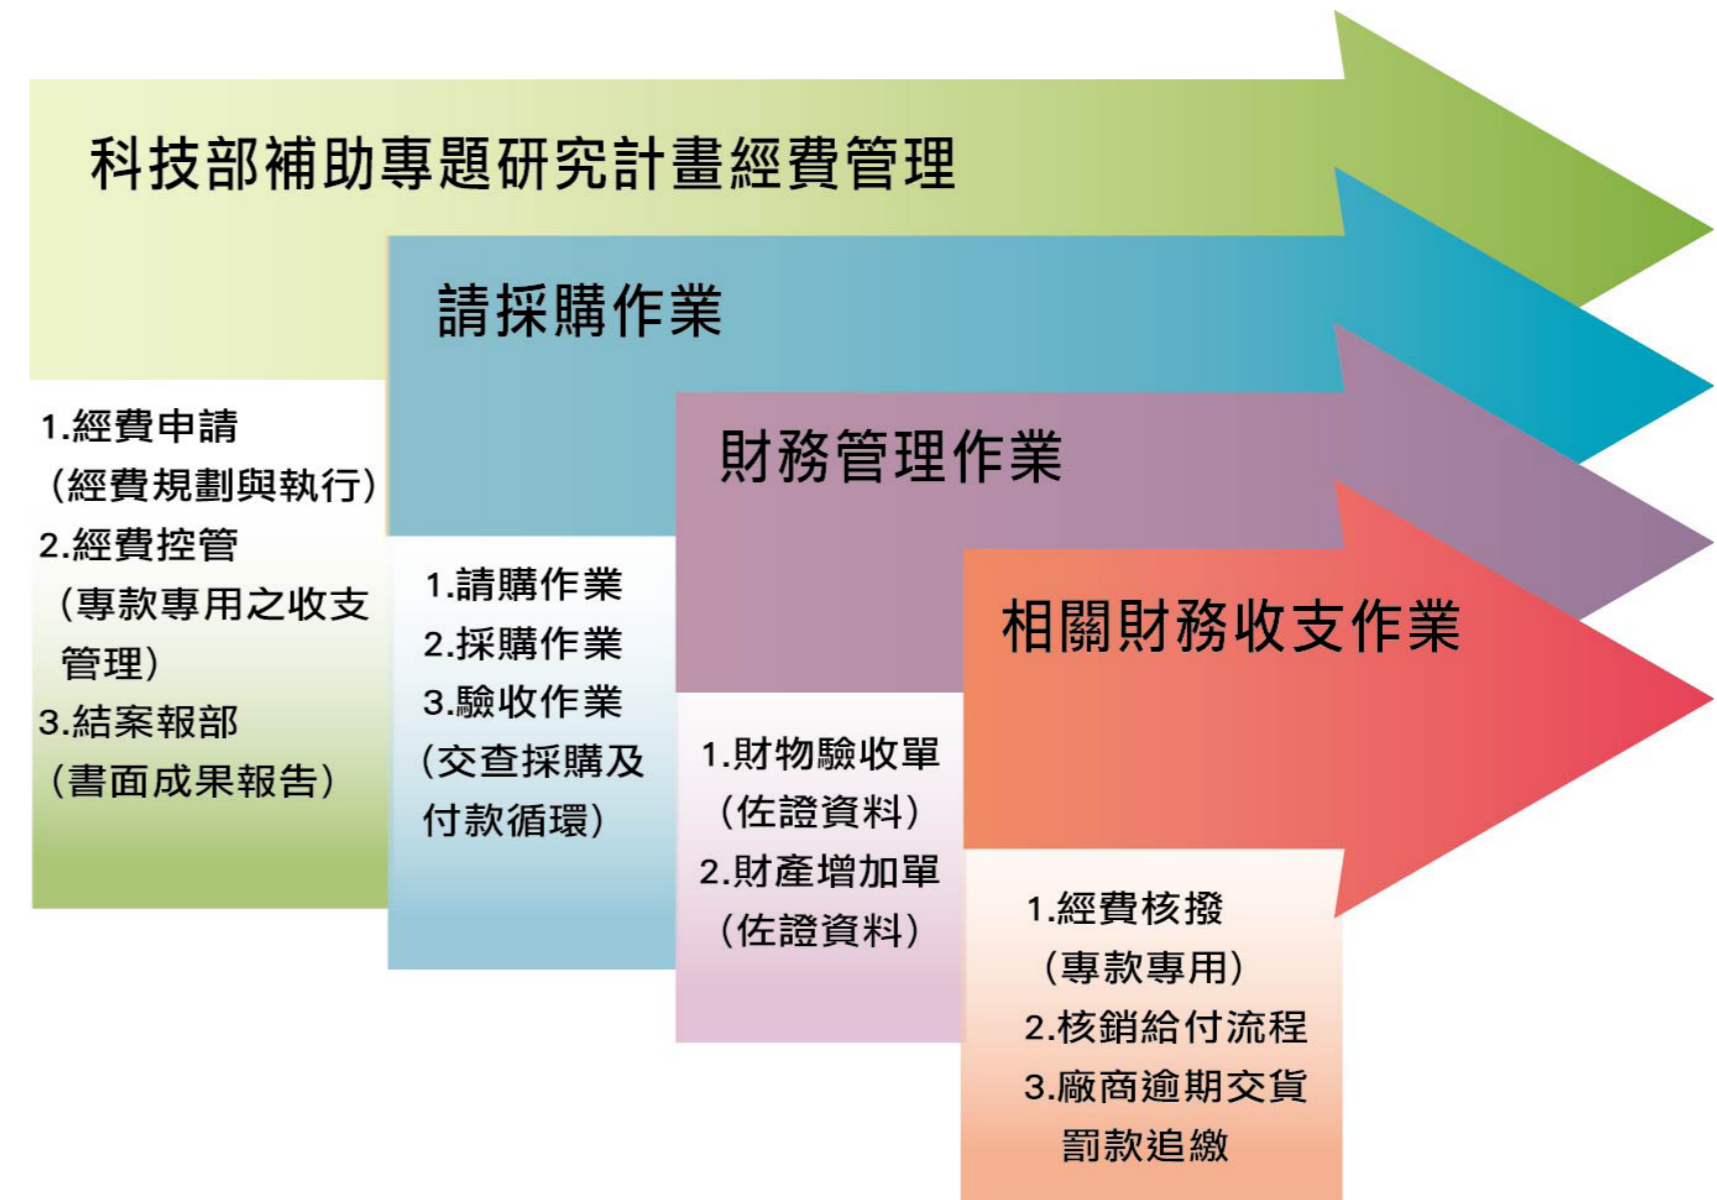 科技部補助專題研究計畫經費管理
1.經費申請
(經費規劃與執行)
2.經費控管
(專款專用之收支
管理)
3.結案報部
(書面成果報告)
請採購作業
1.請購作業
2.採購作業
3.驗收作業
(交查採購及
付款循環)
財務管理作業
1.財物驗收單
(佐證資料)
2.財產增加單
(佐證資料)
相關財務收支作業
1.經費核撥
(專款專用)
2.核銷給付流程
3.廠商逾期交貨
罰款追繳